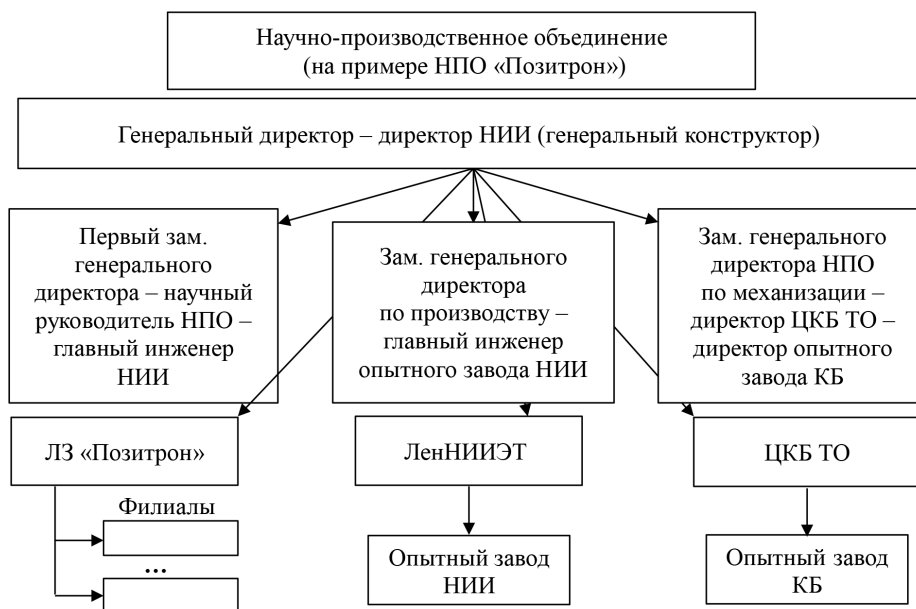 Научно-производственное объединение
(на примере НПО «Позитрон»)
Генеральный директор – директор НИИ (генеральный конструктор)
Первый зам.
генерального
директора – научный
руководитель НПО –
главный инженер
НИИ
Зам. генерального
директора
по производству –
главный инженер
опытного завода НИИ
Зам. генерального
директора НПО
по механизации –
директор ЦКБ ТО –
директор опытного
завода КБ
ЛЗ «Позитрон»
ЛенНИИЭТ
ЦКБ ТО
Филиалы
...
Опытный завод
НИИ
Опытный завод
КБ